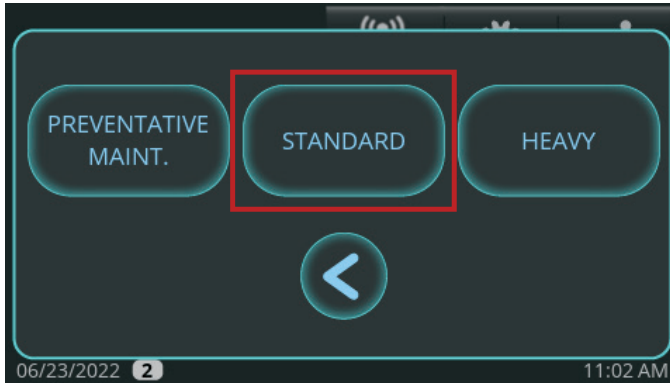 PREVENTATIVE
MAINT.
STANDARD
HEAVY
06/23/2022 2
11:02 AM